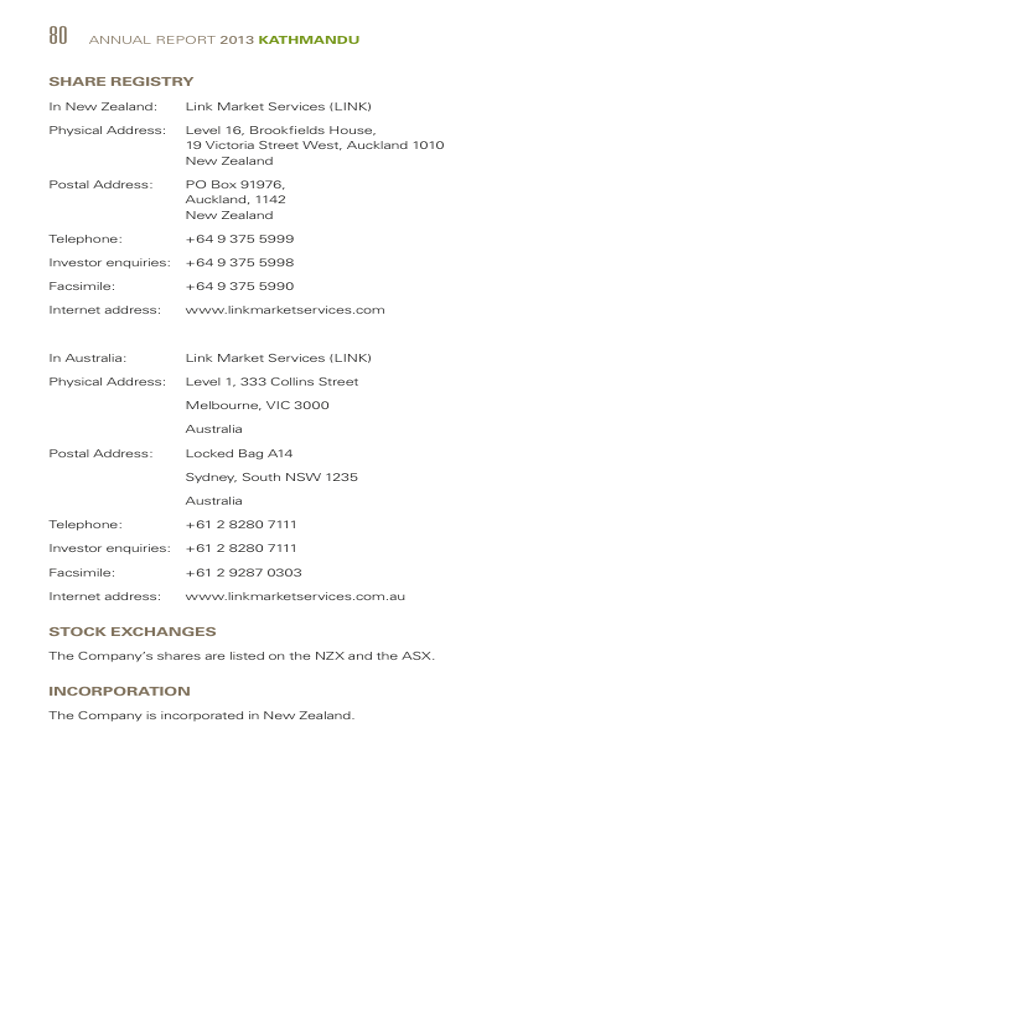 80 ANNUAL REPORT 2013 KATHMANDU
SHARE REGISTRY
In New Zealand: Link Market Services (LINK)
Physical Address: Level 16, Brookfields House,
19 Victoria Street West, Auckland 1010
New Zealand
Postal Address: PO Box 91976,
Auckland, 1142
New Zealand
Telephone: +64 9 375 5999
Investor enquiries: +64 9 375 5998
Facsimile: +64 9 375 5990
Internet address: www.linkmarketservices.com
In Australia: Link Market Services (LINK)
Physical Address: Level 1, 333 Collins Street
Melbourne, VIC 3000
Australia
Postal Address: Locked Bag A14
Sydney, South NSW 1235
Australia
Telephone: +61 2 8280 7111
Investor enquiries: +61 2 8280 7111
Facsimile: +61 2 9287 0303
Internet address: www.linkmarketservices.com.au
STOCK EXCHANGES
The Company’s shares are listed on the NZX and the ASX.
INCORPORATION
The Company is incorporated in New Zealand.